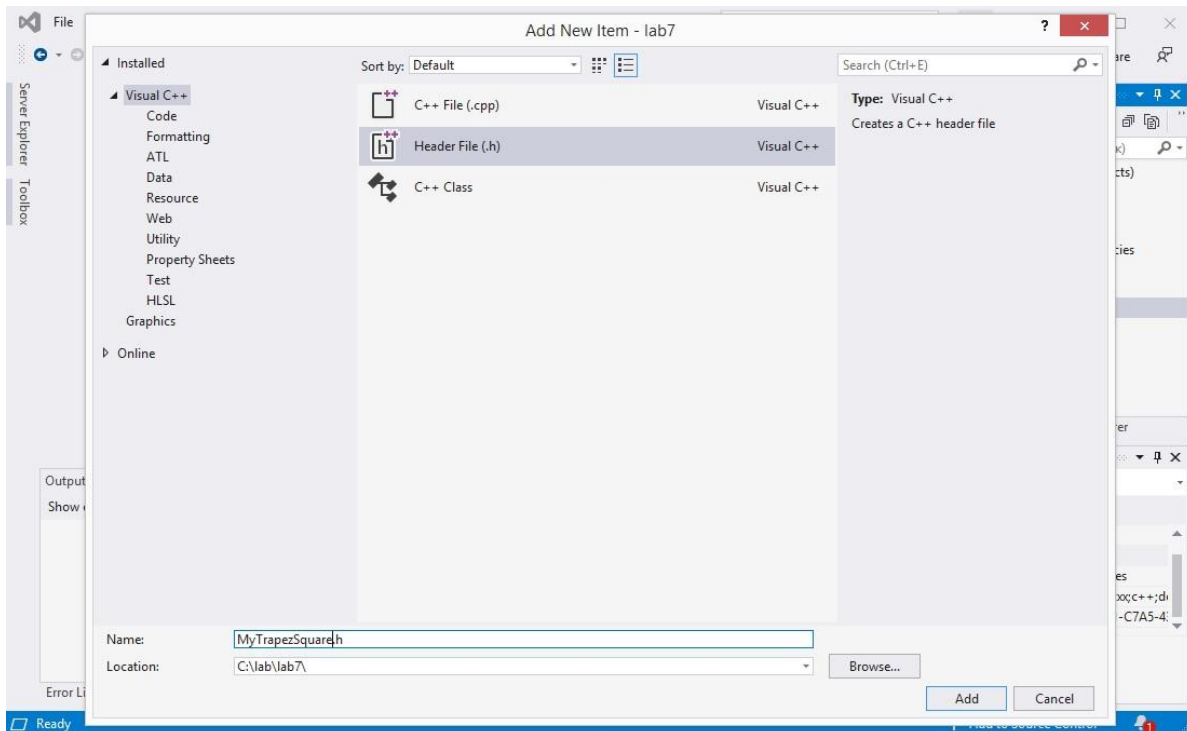 File
Add New Item - lab7
?
Server Explorer
Toolbox
Installed
Visual C++
Code
Formatting
ATL
Data
Resource
Web
Utility
Property Sheets
Test
HLSL
Graphics
Online
Sort by: Default
C++ File (.cpp) Visual C++
Header File (.h) Visual C++
C++ Class Visual C++
Search (Ctrl+E)
Type: Visual C++
Creates a C++ header file
Output
Name: MyTrapezSquare.h
Location: C:\lab\lab7\
Browse...
Add Cancel
Ready
1